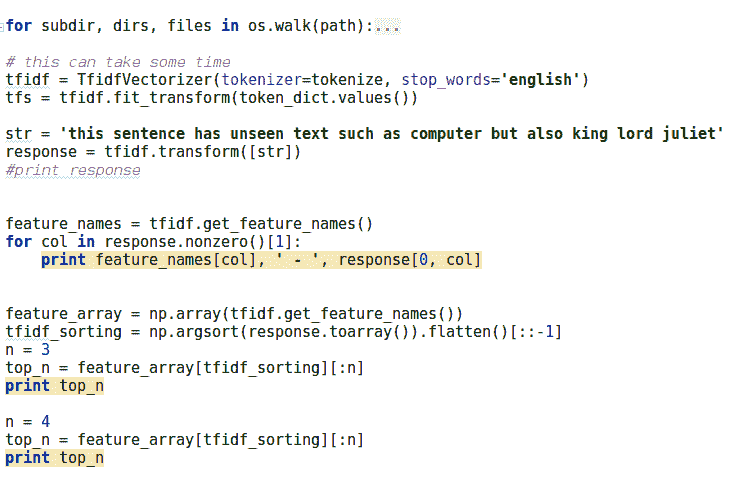 for subdir, dirs, files in os.walk(path):...
# this can take some time
tfidf = TfidfVectorizer(tokenizer=tokenize, stop_words='english')
tfs = tfidf.fit_transform(token_dict.values())
str = 'this sentence has unseen text such as computer but also king lord juliet'
response = tfidf.transform([str])
#print response
feature_names = tfidf.get_feature_names()
for col in response.nonzero()[1]:
    print feature_names[col], ' - ', response[0, col]
feature_array = np.array(tfidf.get_feature_names())
tfidf_sorting = np.argsort(response.toarray()).flatten()[::-1]
n = 3
top_n = feature_array[tfidf_sorting][:n]
print top_n
n = 4
top_n = feature_array[tfidf_sorting][:n]
print top_n